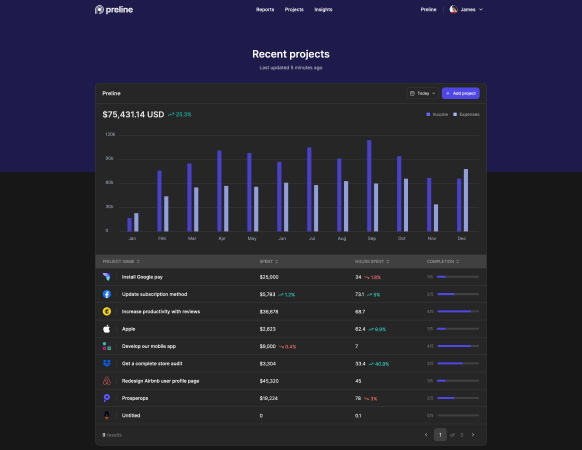 preline
Reports Projects Insights
Preline James
Recent projects
Last updated 5 minutes ago
Preline
Today Add project
$75,431.14 USD 25.3%
Income Expenses
120k
90k
60k
30k
0
Jan Feb Mar Apr May Jun Jul Aug Sep Oct Nov Dec
PROJECT NAME SPENT HOURS SPENT COMPLETION
Install Google pay $25,000 34 1.8% 1/5
Update subscription method $5,783 1.2% 73.1 5% 2/5
Increase productivity with reviews $36,678 68.7 4/5
Apple $2,623 62.4 9.9% 1/5
Develop our mobile app $9,000 0.4% 7 4/5
Get a complete store audit $3,304 33.4 40.9% 3/5
Redesign Airbnb user profile page $45,320 45 1/5
Prosperops $19,224 78 3% 2/5
Untitled 0 0.1 0/5
9 results
1 of 3